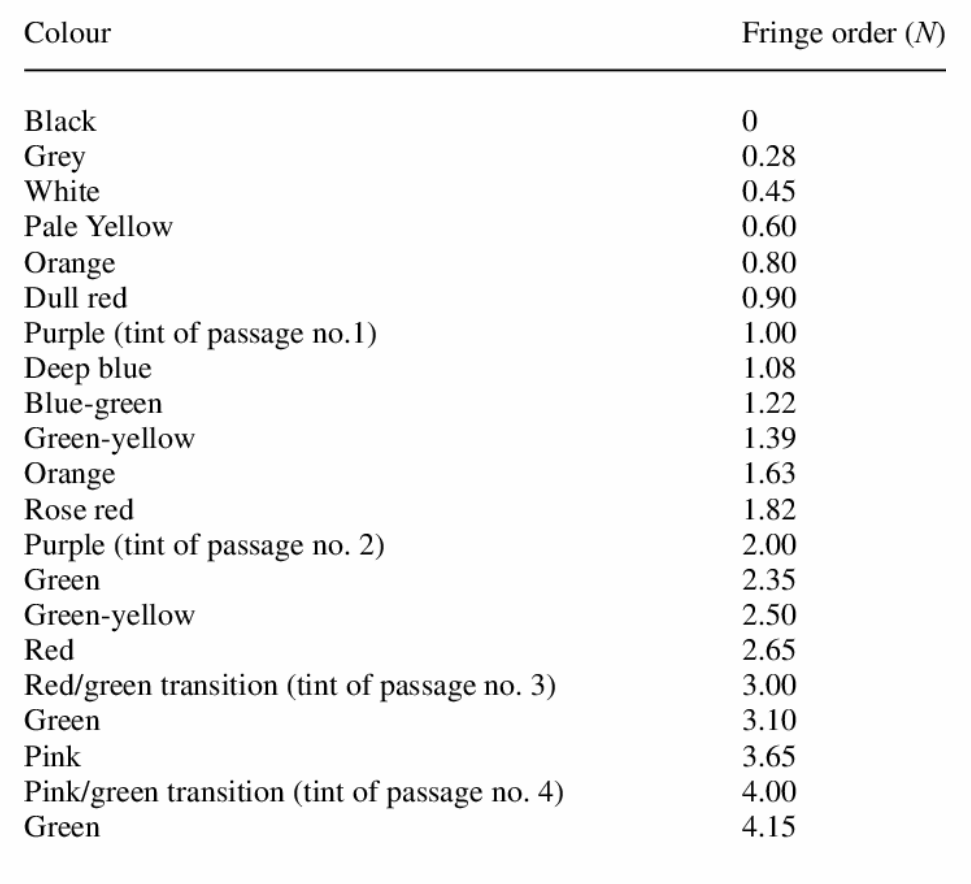 Colour Fringe order (N)
Black 0
Grey 0.28
White 0.45
Pale Yellow 0.60
Orange 0.80
Dull red 0.90
Purple (tint of passage no.1) 1.00
Deep blue 1.08
Blue-green 1.22
Green-yellow 1.39
Orange 1.63
Rose red 1.82
Purple (tint of passage no. 2) 2.00
Green 2.35
Green-yellow 2.50
Red 2.65
Red/green transition (tint of passage no. 3) 3.00
Green 3.10
Pink 3.65
Pink/green transition (tint of passage no. 4) 4.00
Green 4.15